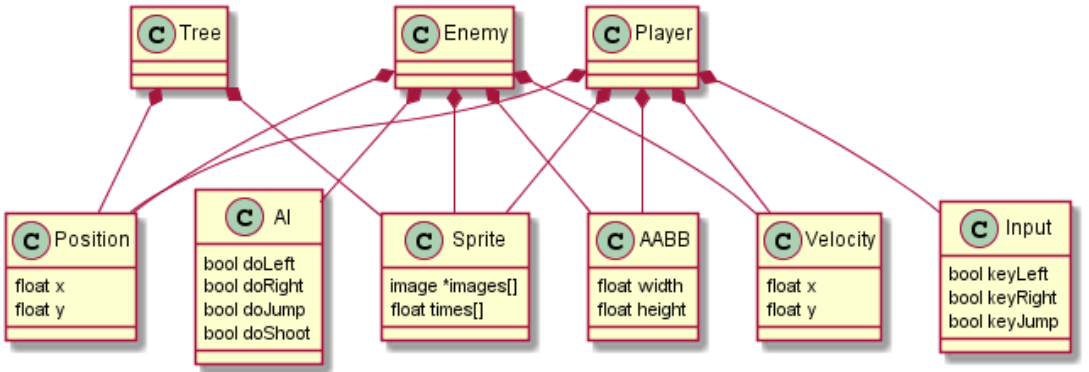 C Tree
C Enemy
C Player
C Position
float x
float y
C AI
bool doLeft
bool doRight
bool doJump
bool doShoot
C Sprite
image *images[]
float times[]
C AABB
float width
float height
C Velocity
float x
float y
C Input
bool keyLeft
bool keyRight
bool keyJump